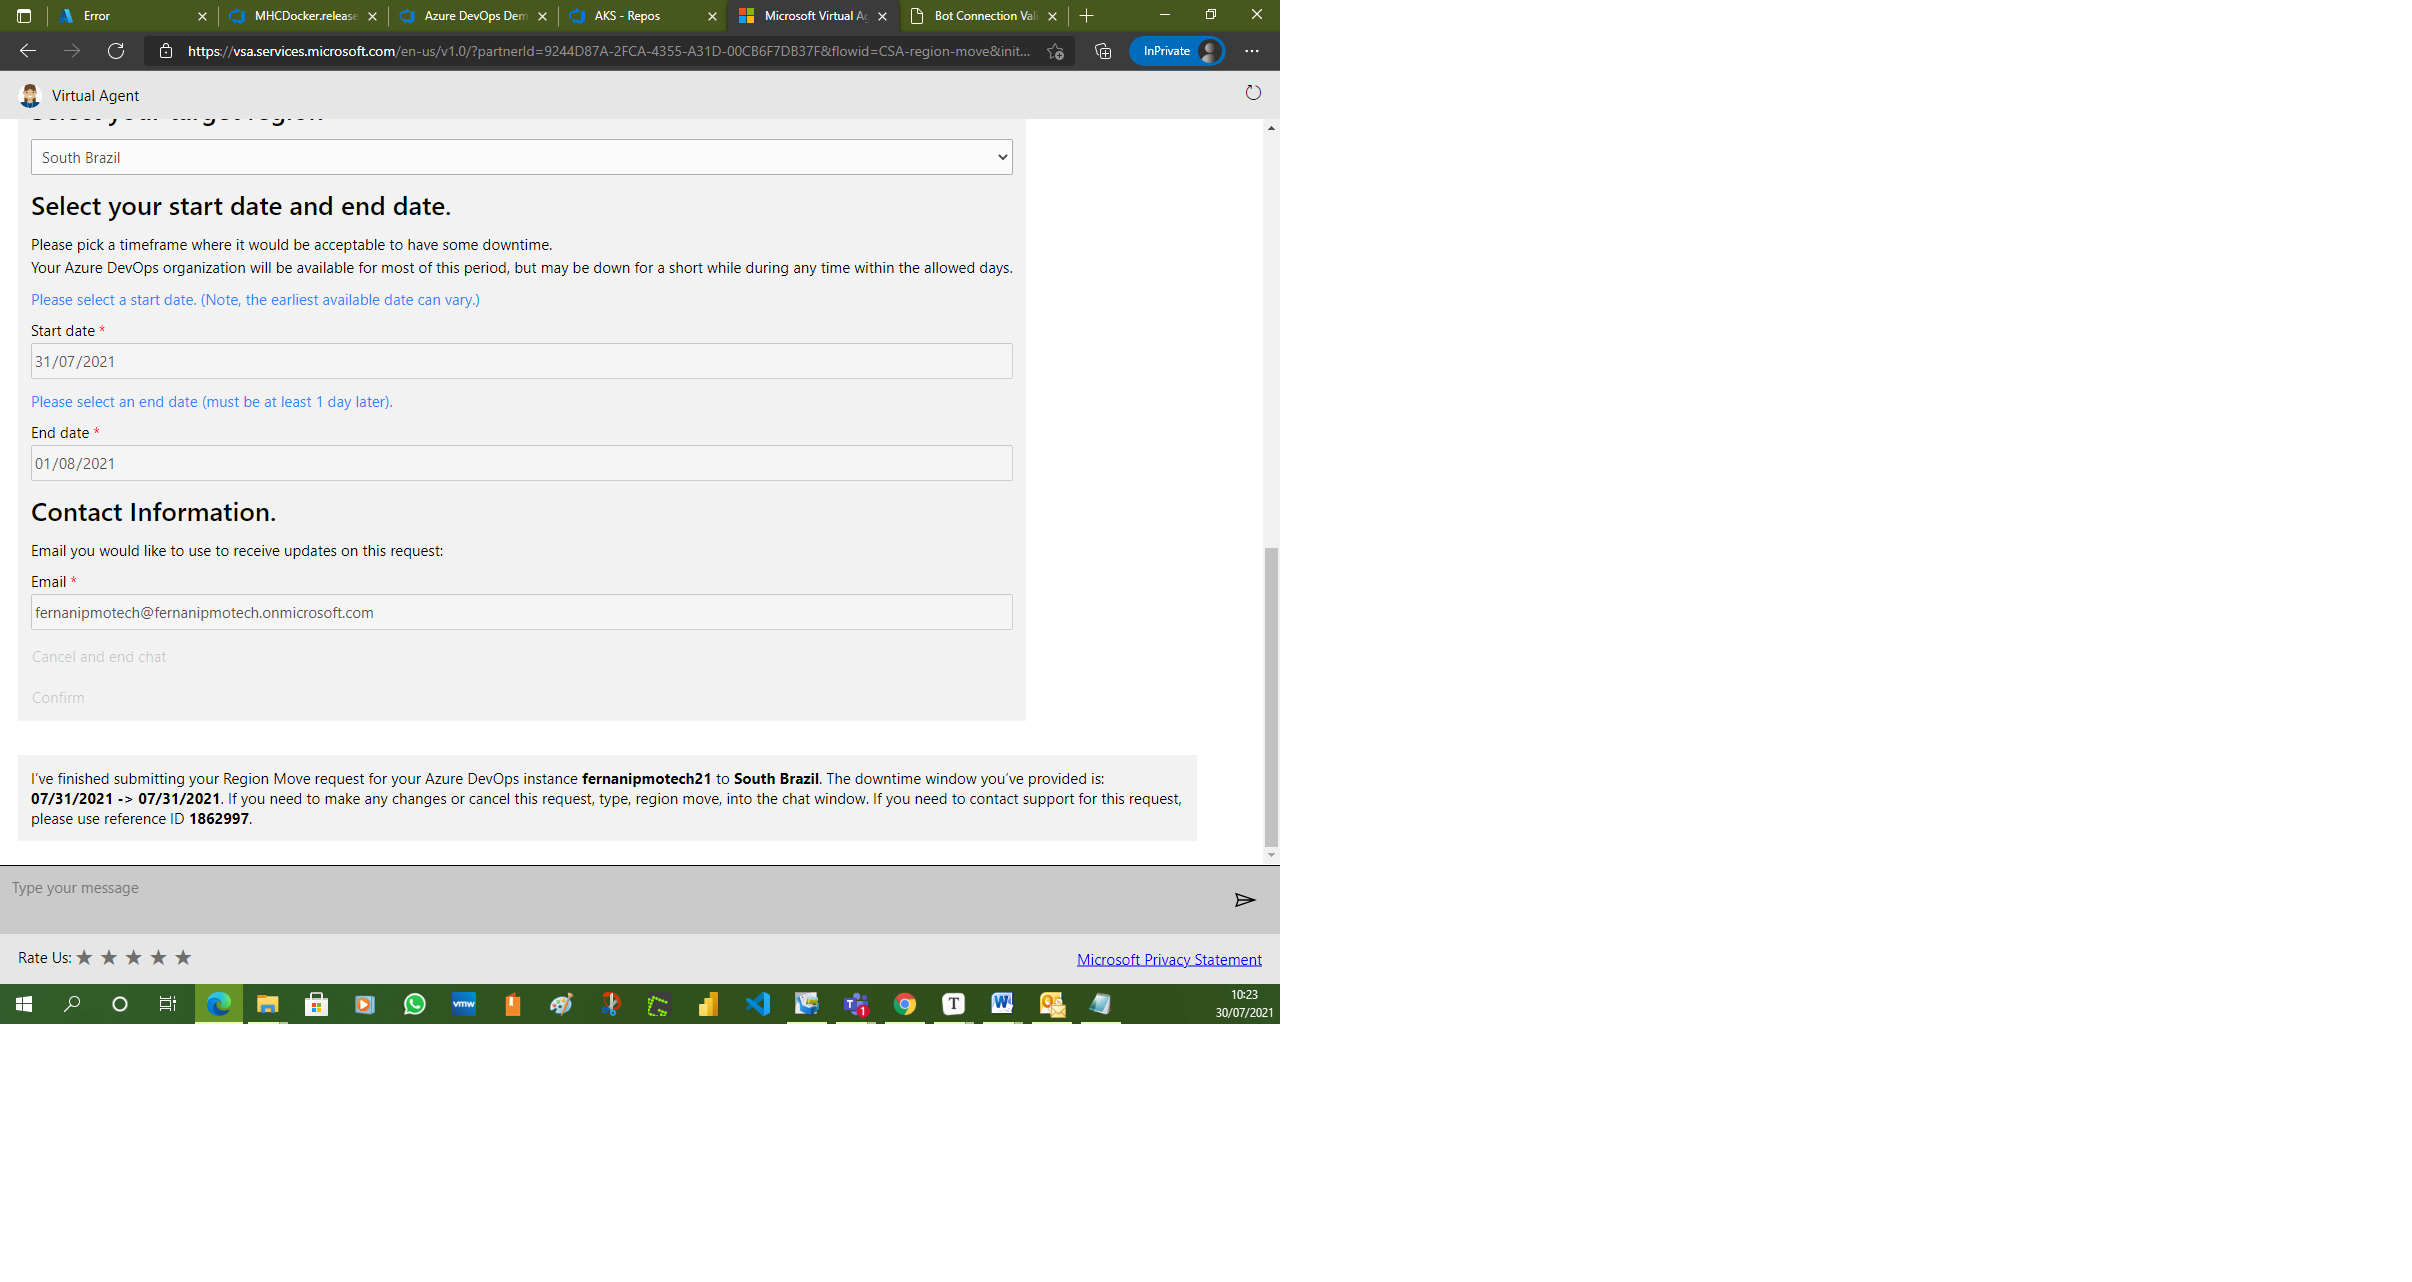 Error
MHCDocker.release
Azure DevOps Dem
AKS - Repos
Microsoft Virtual Ag
Bot Connection Vali
https://vsa.services.microsoft.com/en-us/v1.0/?partnerId=9244D87A-2FCA-4355-A31D-00CB6F7DB37F&flowid=CSA-region-move&init...
InPrivate
Virtual Agent
Select your target region
South Brazil
Select your start date and end date.
Please pick a timeframe where it would be acceptable to have some downtime.
Your Azure DevOps organization will be available for most of this period, but may be down for a short while during any time within the allowed days.
Please select a start date. (Note, the earliest available date can vary.)
Start date *
31/07/2021
Please select an end date (must be at least 1 day later).
End date *
01/08/2021
Contact Information.
Email you would like to use to receive updates on this request:
Email *
fernanipmotech@fernanipmotech.onmicrosoft.com
Cancel and end chat
Confirm
I've finished submitting your Region Move request for your Azure DevOps instance fernanipmotech21 to South Brazil. The downtime window you've provided is:
07/31/2021 -> 07/31/2021. If you need to make any changes or cancel this request, type, region move, into the chat window. If you need to contact support for this request,
please use reference ID 1862997.
Type your message
Rate Us:
Microsoft Privacy Statement
vmw
T
1
T
W
10:23
30/07/2021